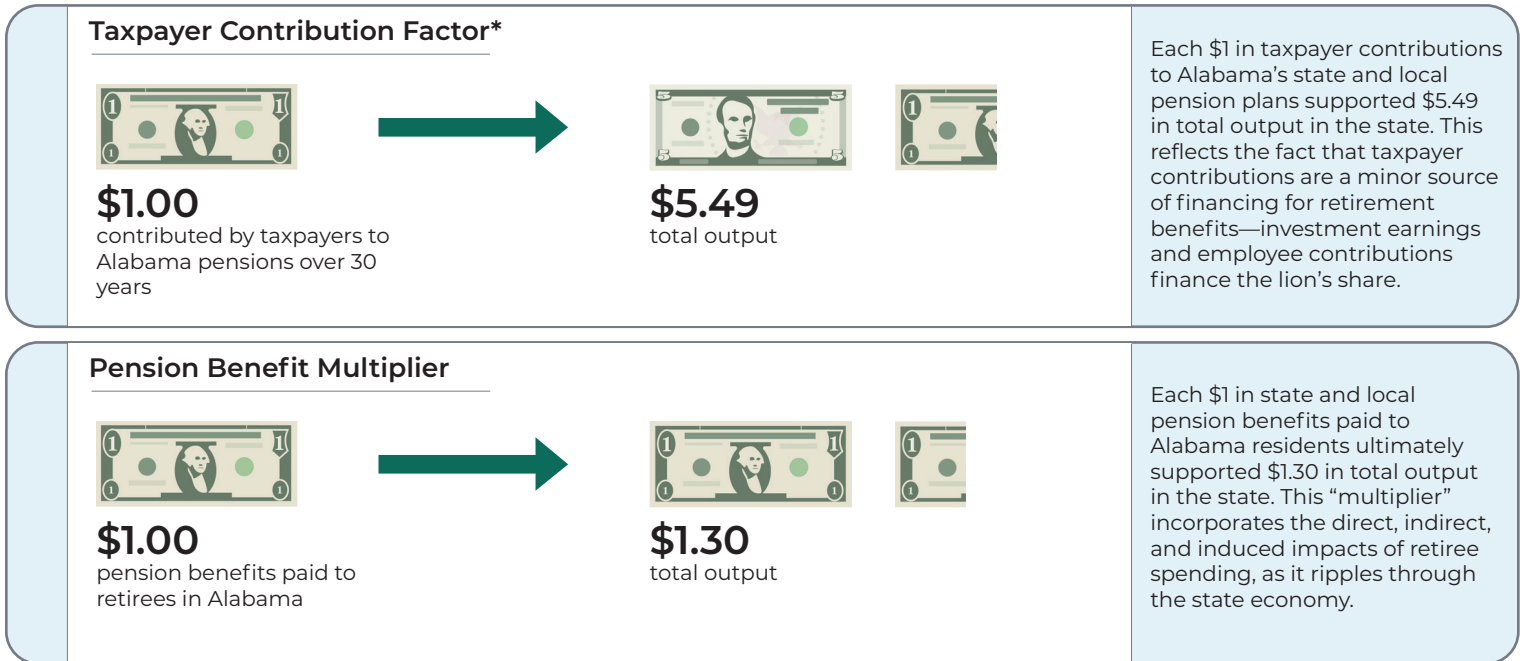 Taxpayer Contribution Factor*
$1.00
contributed by taxpayers to
Alabama pensions over 30
years
$5.49
total output
Each $1 in taxpayer contributions
to Alabama’s state and local
pension plans supported $5.49
in total output in the state. This
reflects the fact that taxpayer
contributions are a minor source
of financing for retirement
benefits—investment earnings
and employee contributions
finance the lion’s share.
Pension Benefit Multiplier
$1.00
pension benefits paid to
retirees in Alabama
$1.30
total output
Each $1 in state and local
pension benefits paid to
Alabama residents ultimately
supported $1.30 in total output
in the state. This “multiplier”
incorporates the direct, indirect,
and induced impacts of retiree
spending, as it ripples through
the state economy.